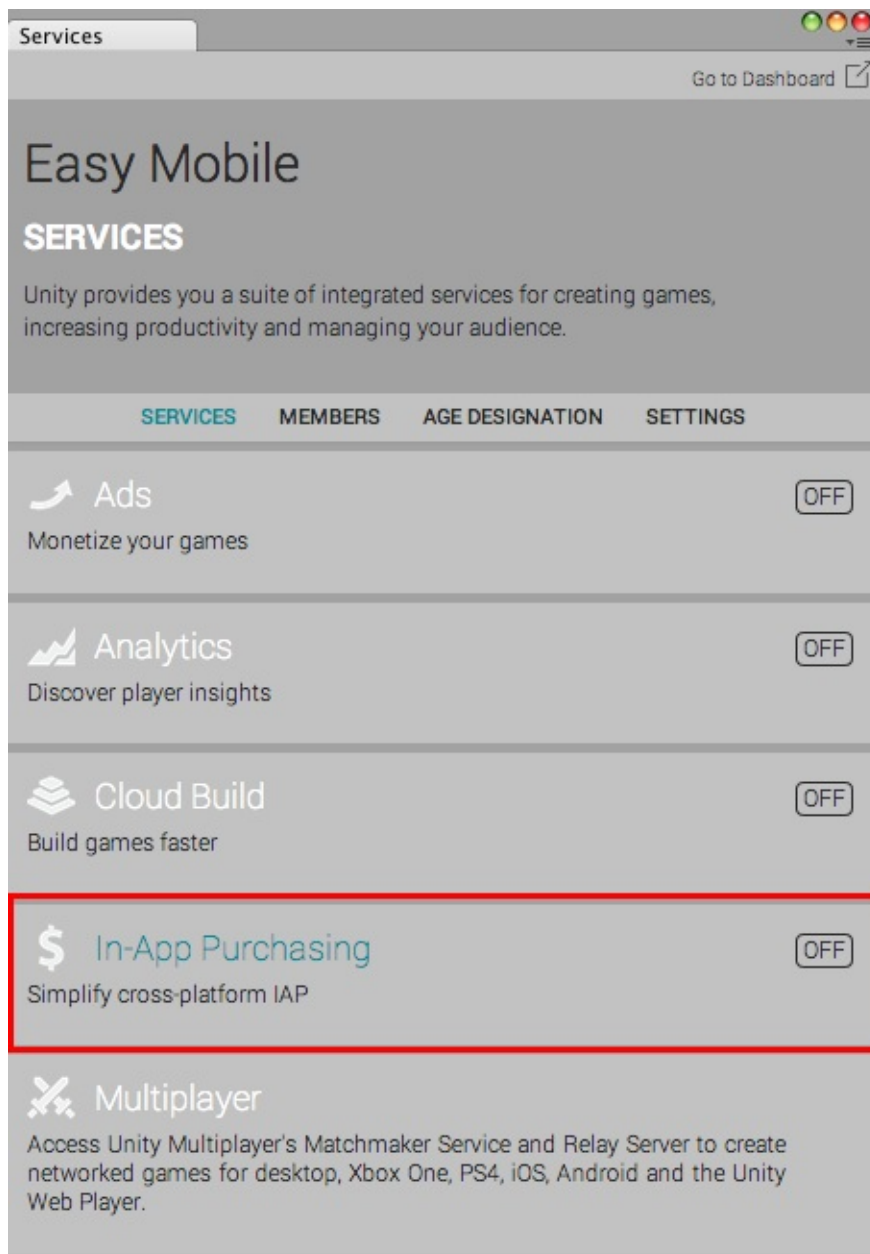 Services
Go to Dashboard
Easy Mobile
SERVICES
Unity provides you a suite of integrated services for creating games,
increasing productivity and managing your audience.
SERVICES MEMBERS AGE DESIGNATION SETTINGS
Ads OFF
Monetize your games
Analytics OFF
Discover player insights
Cloud Build OFF
Build games faster
$ In-App Purchasing OFF
Simplify cross-platform IAP
Multiplayer
Access Unity Multiplayer's Matchmaker Service and Relay Server to create
networked games for desktop, Xbox One, PS4, iOS, Android and the Unity
Web Player.